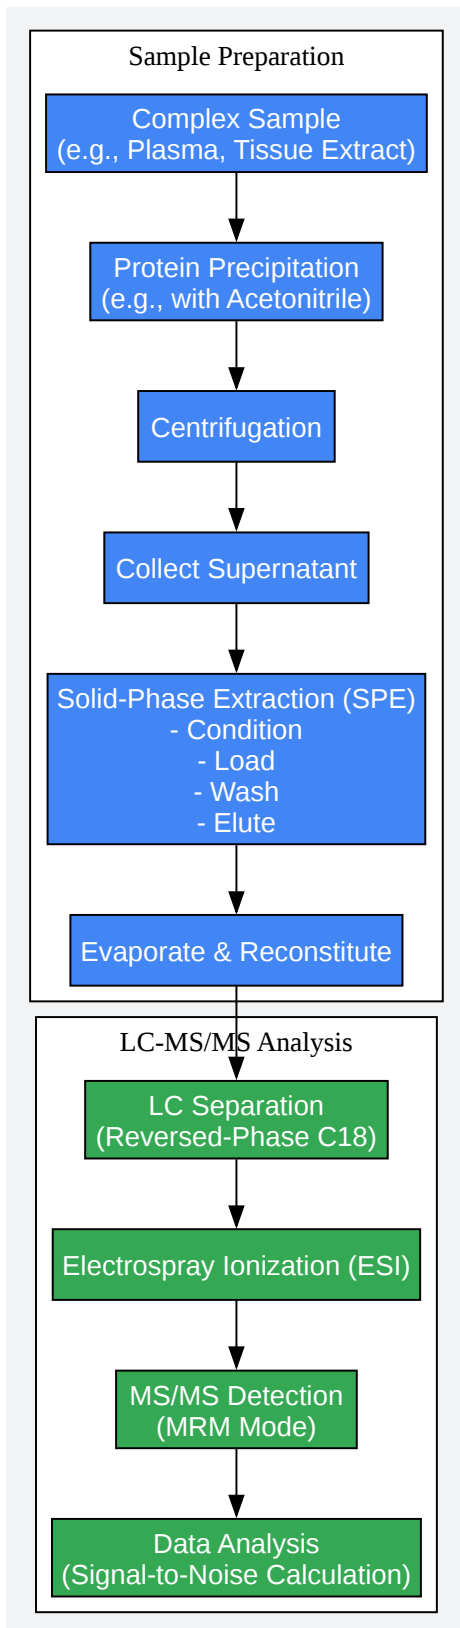 Sample Preparation
Complex Sample
(e.g., Plasma, Tissue Extract)
Protein Precipitation
(e.g., with Acetonitrile)
Centrifugation
Collect Supernatant
Solid-Phase Extraction (SPE)
- Condition
- Load
- Wash
- Elute
Evaporate & Reconstitute
LC-MS/MS Analysis
LC Separation
(Reversed-Phase C18)
Electrospray Ionization (ESI)
MS/MS Detection
(MRM Mode)
Data Analysis
(Signal-to-Noise Calculation)